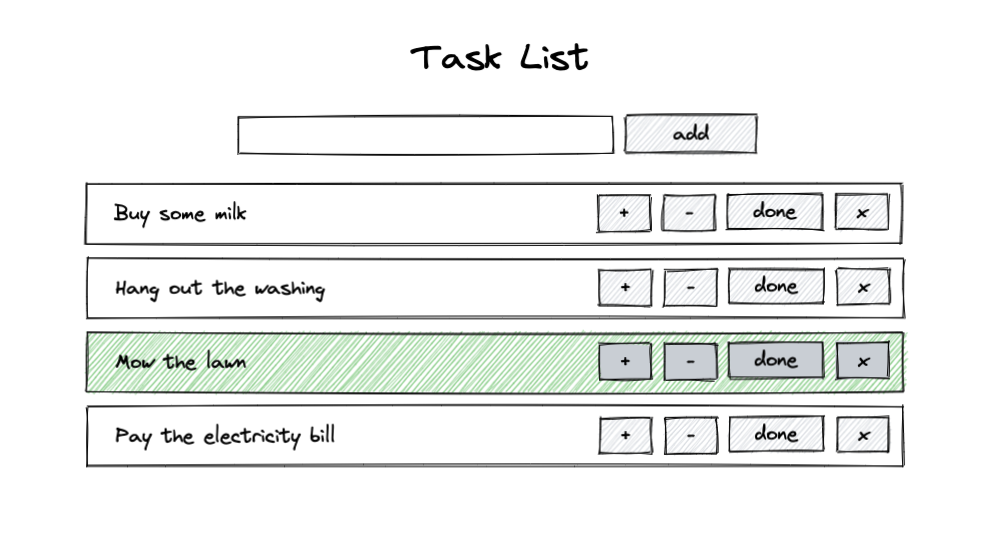 Task List
add
Buy some milk + - done x
Hang out the washing + - done x
Mow the lawn + - done x
Pay the electricity bill + - done x